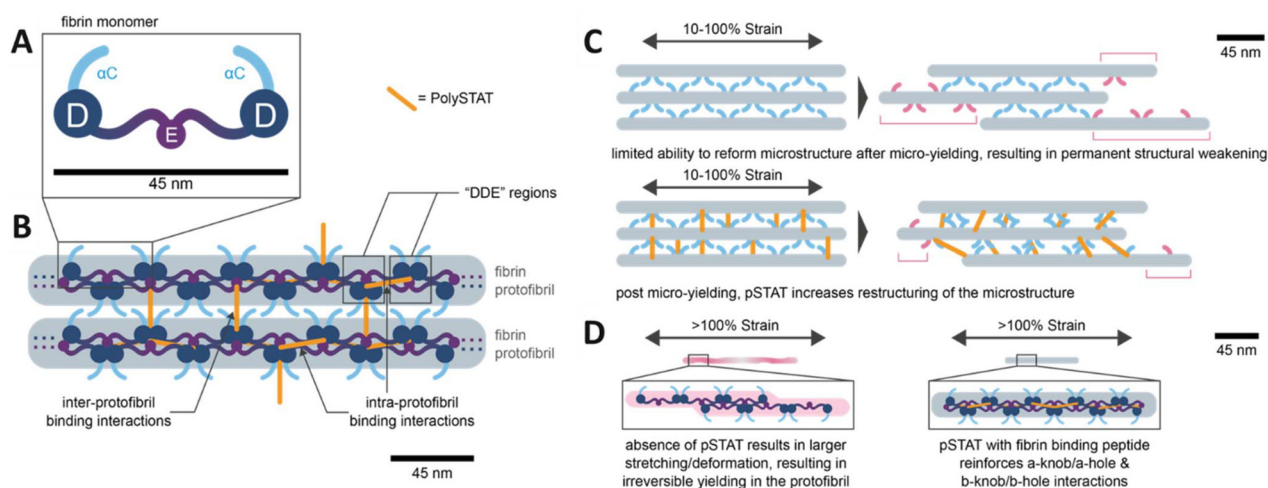 A
fibrin monomer
αC
αC
D
E
D
45 nm
= PolySTAT
"DDE" regions
B
fibrin
protofibril
fibrin
protofibril
inter-protofibril
binding interactions
intra-protofibril
binding interactions
45 nm
C
10-100% Strain
45 nm
limited ability to reform microstructure after micro-yielding, resulting in permanent structural weakening
10-100% Strain
post micro-yielding, pSTAT increases restructuring of the microstructure
D
>100% Strain
>100% Strain
45 nm
absence of pSTAT results in larger
stretching/deformation, resulting in
irreversible yielding in the protofibril
pSTAT with fibrin binding peptide
reinforces a-knob/a-hole &
b-knob/b-hole interactions